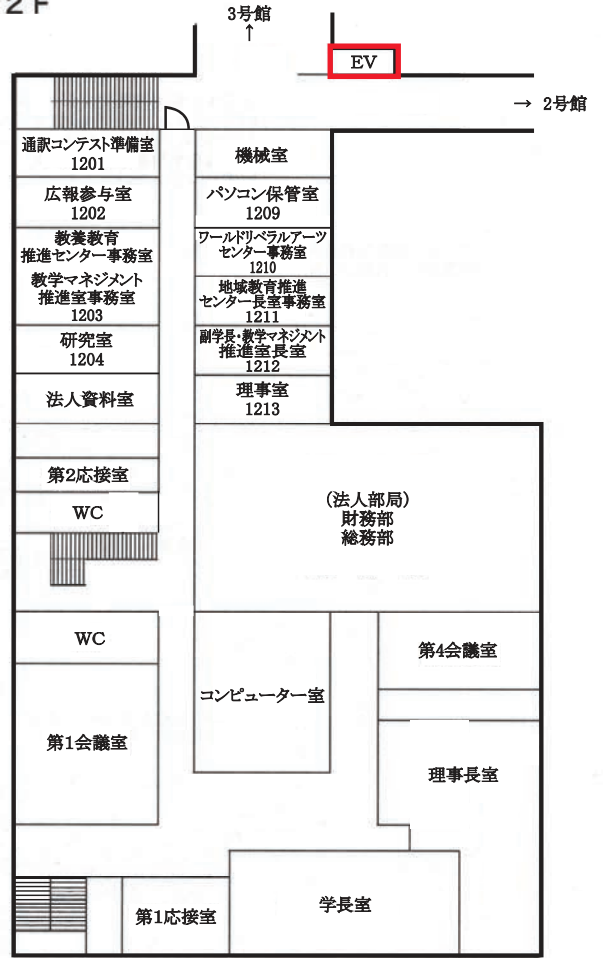 2F
3号館
↑
EV
→ 2号館
通訳コンテスト準備室
1201
機械室
広報参与室
1202
パソコン保管室
1209
教養教育
推進センター事務室
教学マネジメント
推進室事務室
1203
ワールドリベラルアーツ
センター事務室
1210
地域教育推進
センター長室事務室
1211
研究室
1204
副学長・教学マネジメント
推進室長室
1212
法人資料室
理事室
1213
第2応接室
WC
(法人部局)
財務部
総務部
WC
第4会議室
コンピューター室
第1会議室
理事長室
第1応接室
学長室